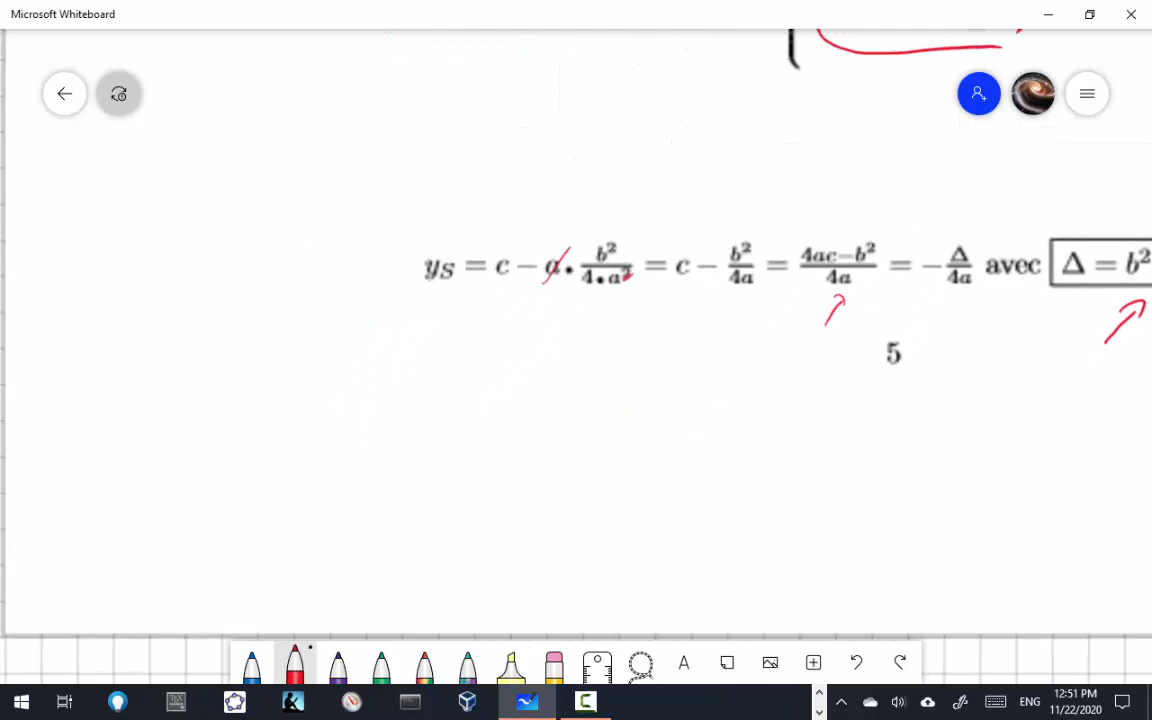 Microsoft Whiteboard
y_S = c − a • b²/4•a² = c − b²/4a = 4ac−b²/4a = −Δ/4a avec Δ = b²
5
A
ENG
12:51 PM
11/22/2020